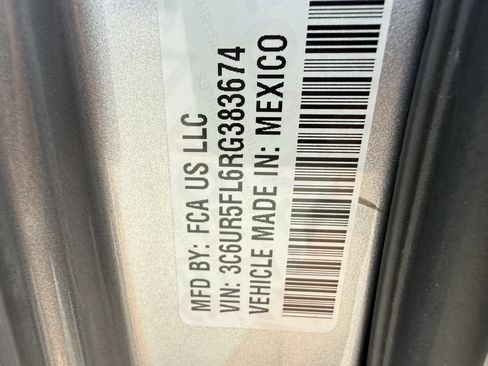 MFD BY: FCA US LLC
VIN: 3C6UR5FL6RG383674
VEHICLE MADE IN: MEXICO